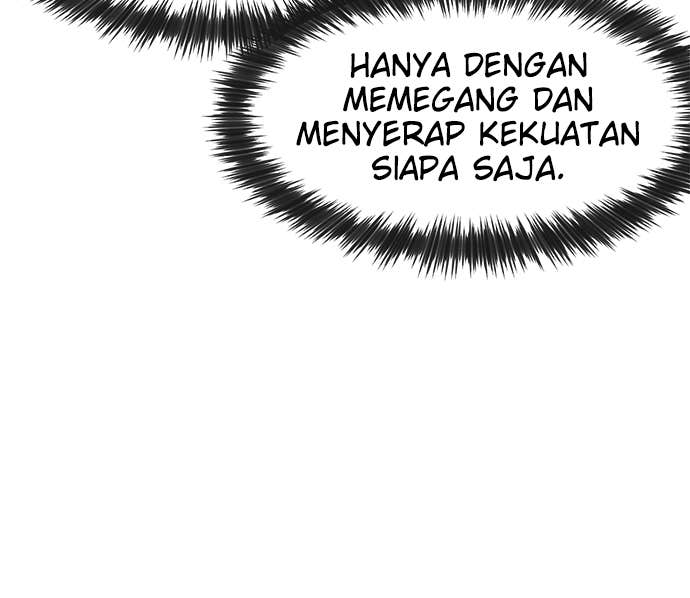 HANYA DENGAN
MEMEGANG DAN
MENYERAP KEKUATAN
SIAPA SAJA.